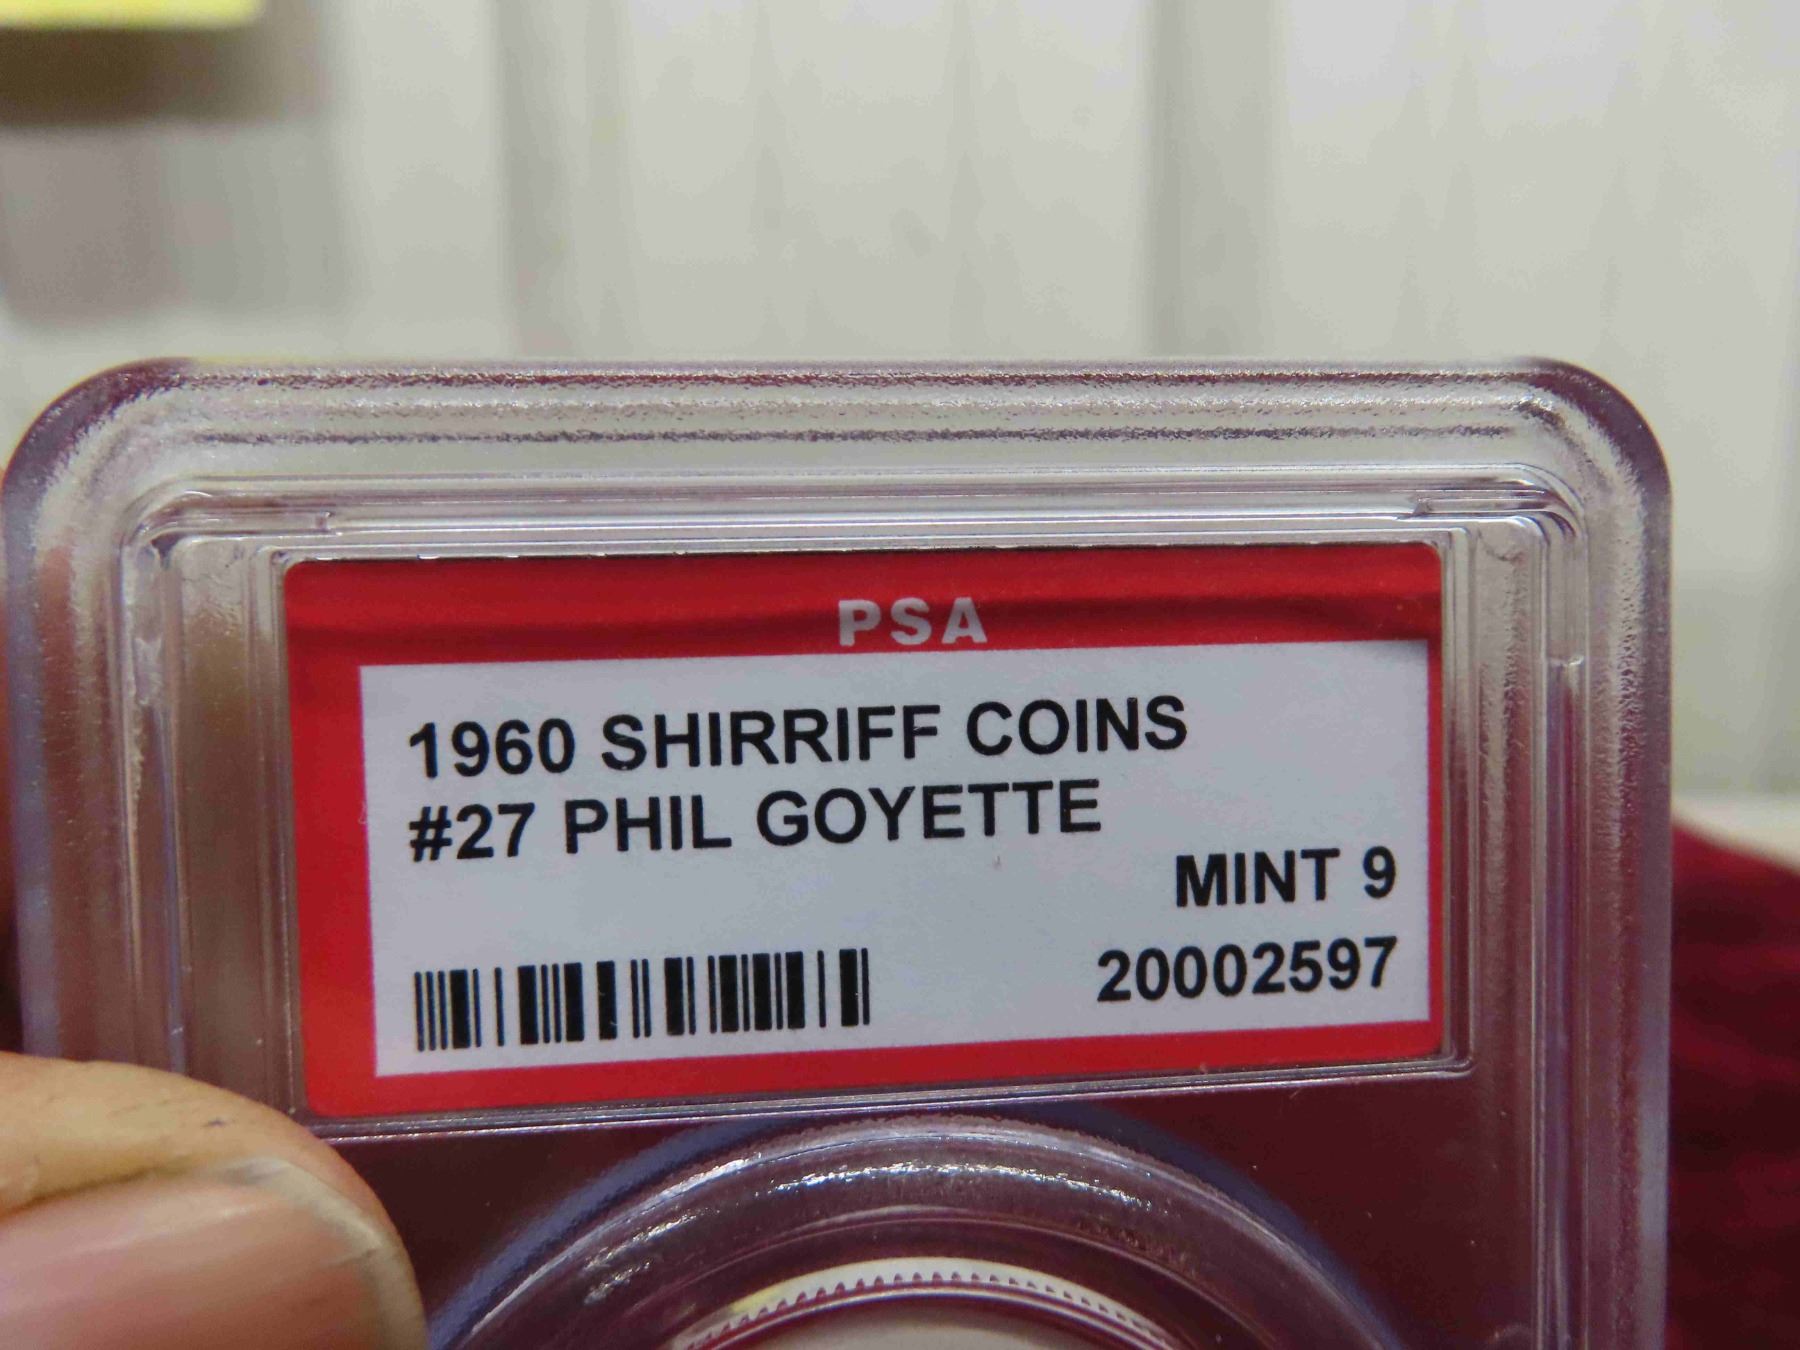 PSA
1960 SHIRRIFF COINS
#27 PHIL GOYETTE
MINT 9
20002597